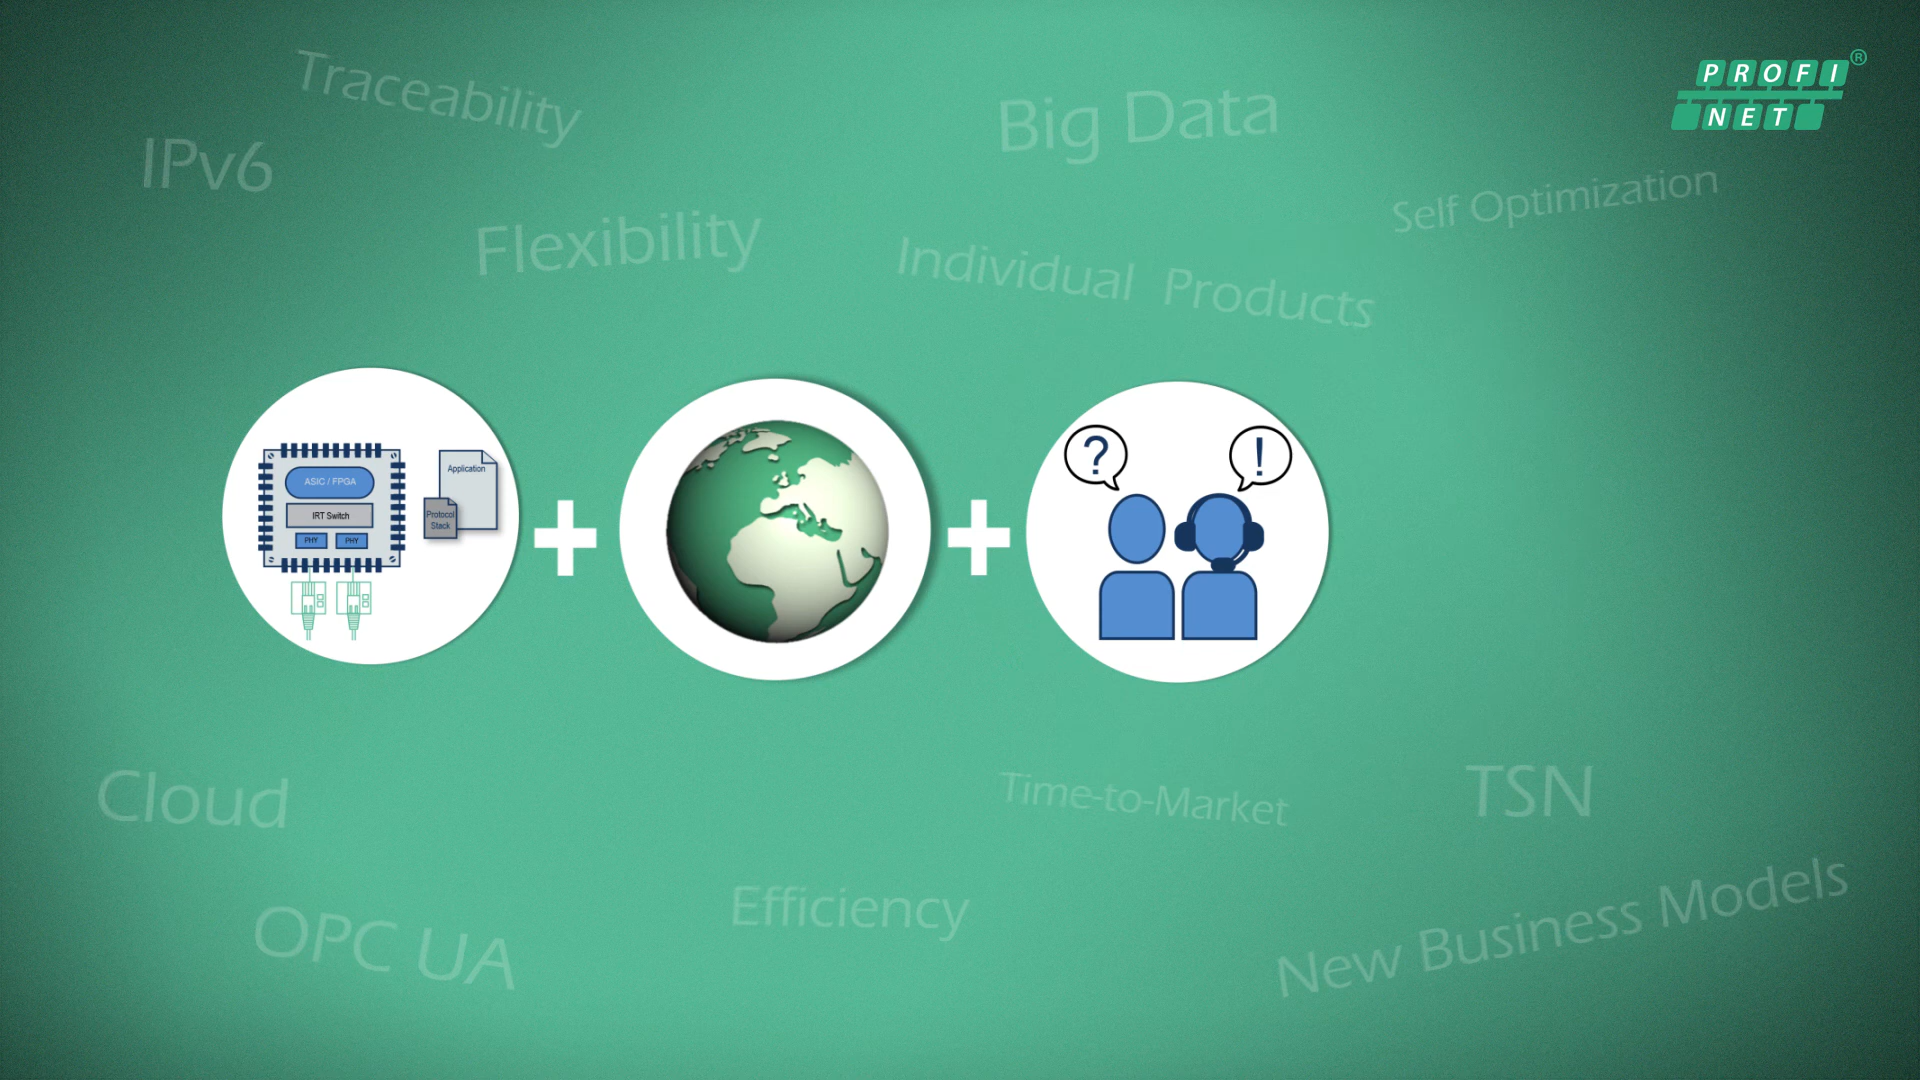 Traceability
PROFI®
NET
Big Data
IPv6
Self Optimization
Flexibility
Individual Products
?
!
Application
ASIC / FPGA
IRT Switch
Protocol
Stack
PHY PHY
Cloud
Time-to-Market
TSN
Efficiency
New Business Models
OPC UA